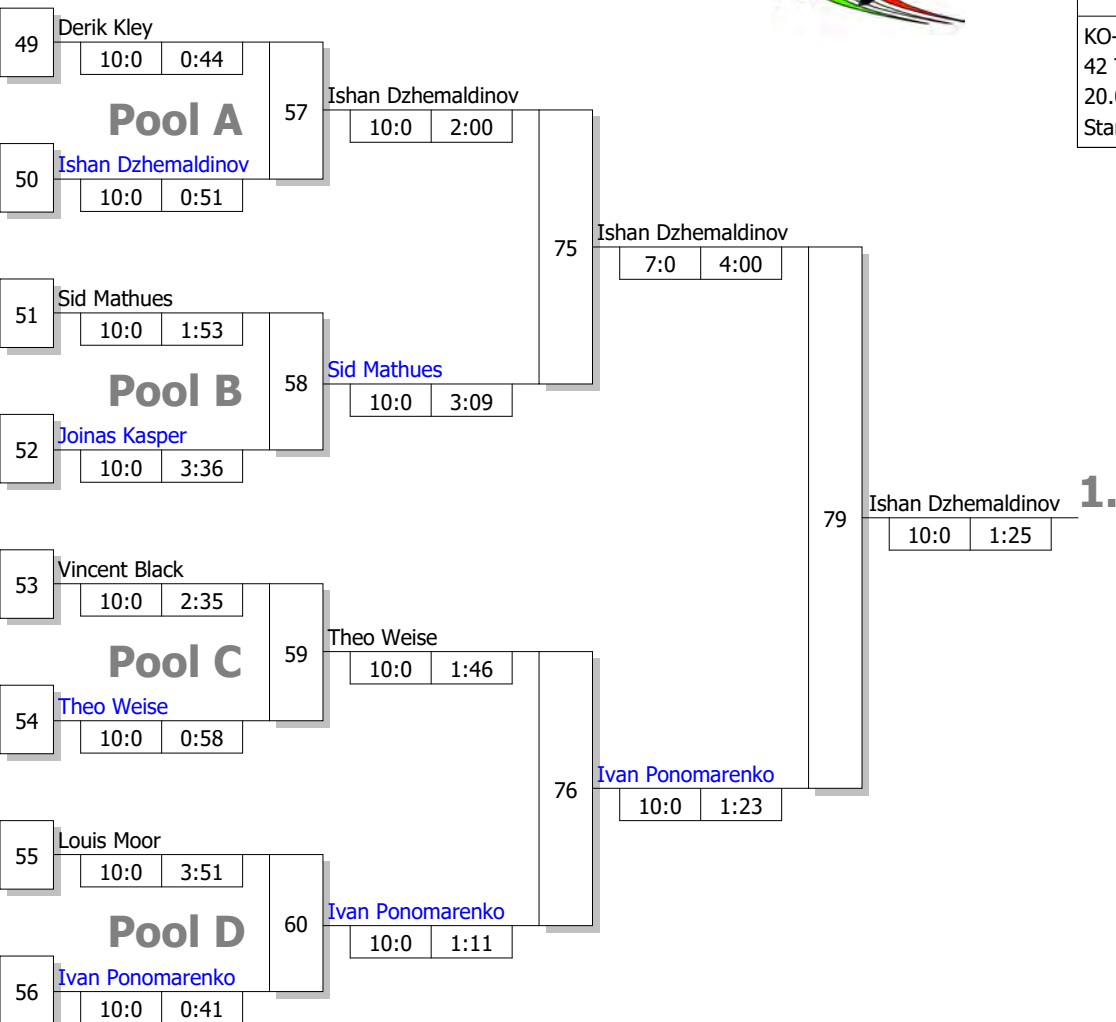 49
Derik Kley
10:0 0:44
Pool A
57
Ishan Dzhemaldinov
10:0 2:00
50
Ishan Dzhemaldinov
10:0 0:51
75
Ishan Dzhemaldinov
7:0 4:00
51
Sid Mathues
10:0 1:53
Pool B
58
Sid Mathues
10:0 3:09
52
Joinas Kasper
10:0 3:36
79
Ishan Dzhemaldinov
10:0 1:25
1.
53
Vincent Black
10:0 2:35
Pool C
59
Theo Weise
10:0 1:46
54
Theo Weise
10:0 0:58
76
Ivan Ponomarenko
10:0 1:23
55
Louis Moor
10:0 3:51
Pool D
60
Ivan Ponomarenko
10:0 1:11
56
Ivan Ponomarenko
10:0 0:41
KO-
42
20.
Star